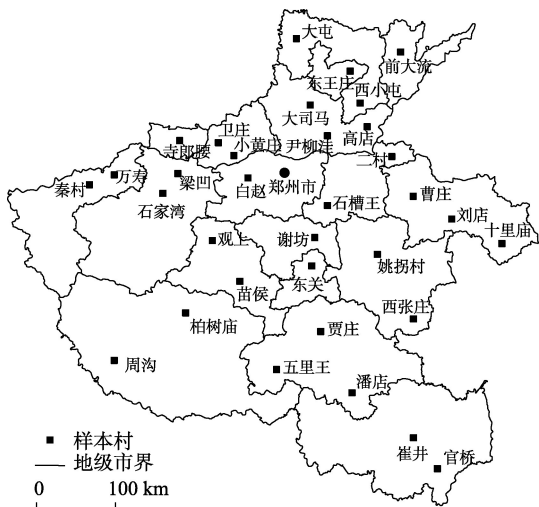 大屯
前大流
东王庄
西小屯
大司马
卫庄
寺郎腰
小黄庄
尹柳洼
高店
二村
万寿
秦村
梁凹
石家湾
白赵
郑州市
石槽王
曹庄
刘店
十里庙
观上
谢坊
姚拐村
苗侯
东关
西张庄
柏树庙
贾庄
周沟
五里王
潘店
崔井
官桥
样本村
地级市界
0 100 km